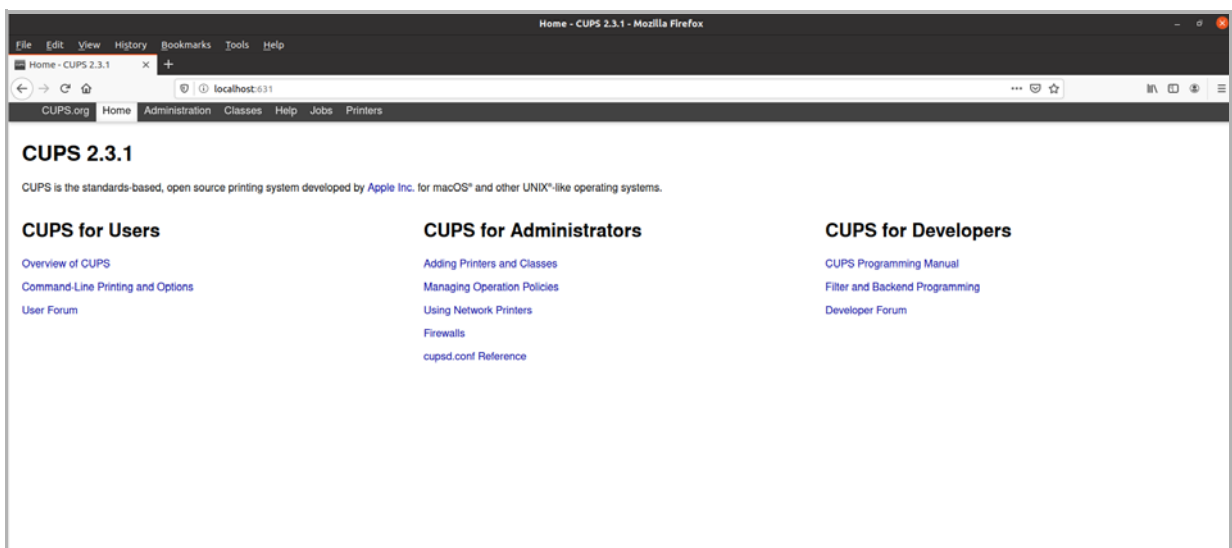 Home - CUPS 2.3.1 - Mozilla Firefox
File Edit View History Bookmarks Tools Help
Home - CUPS 2.3.1
localhost:631
CUPS.org Home Administration Classes Help Jobs Printers
CUPS 2.3.1
CUPS is the standards-based, open source printing system developed by Apple Inc. for macOS® and other UNIX®-like operating systems.
CUPS for Users
Overview of CUPS
Command-Line Printing and Options
User Forum
CUPS for Administrators
Adding Printers and Classes
Managing Operation Policies
Using Network Printers
Firewalls
cupsd.conf Reference
CUPS for Developers
CUPS Programming Manual
Filter and Backend Programming
Developer Forum